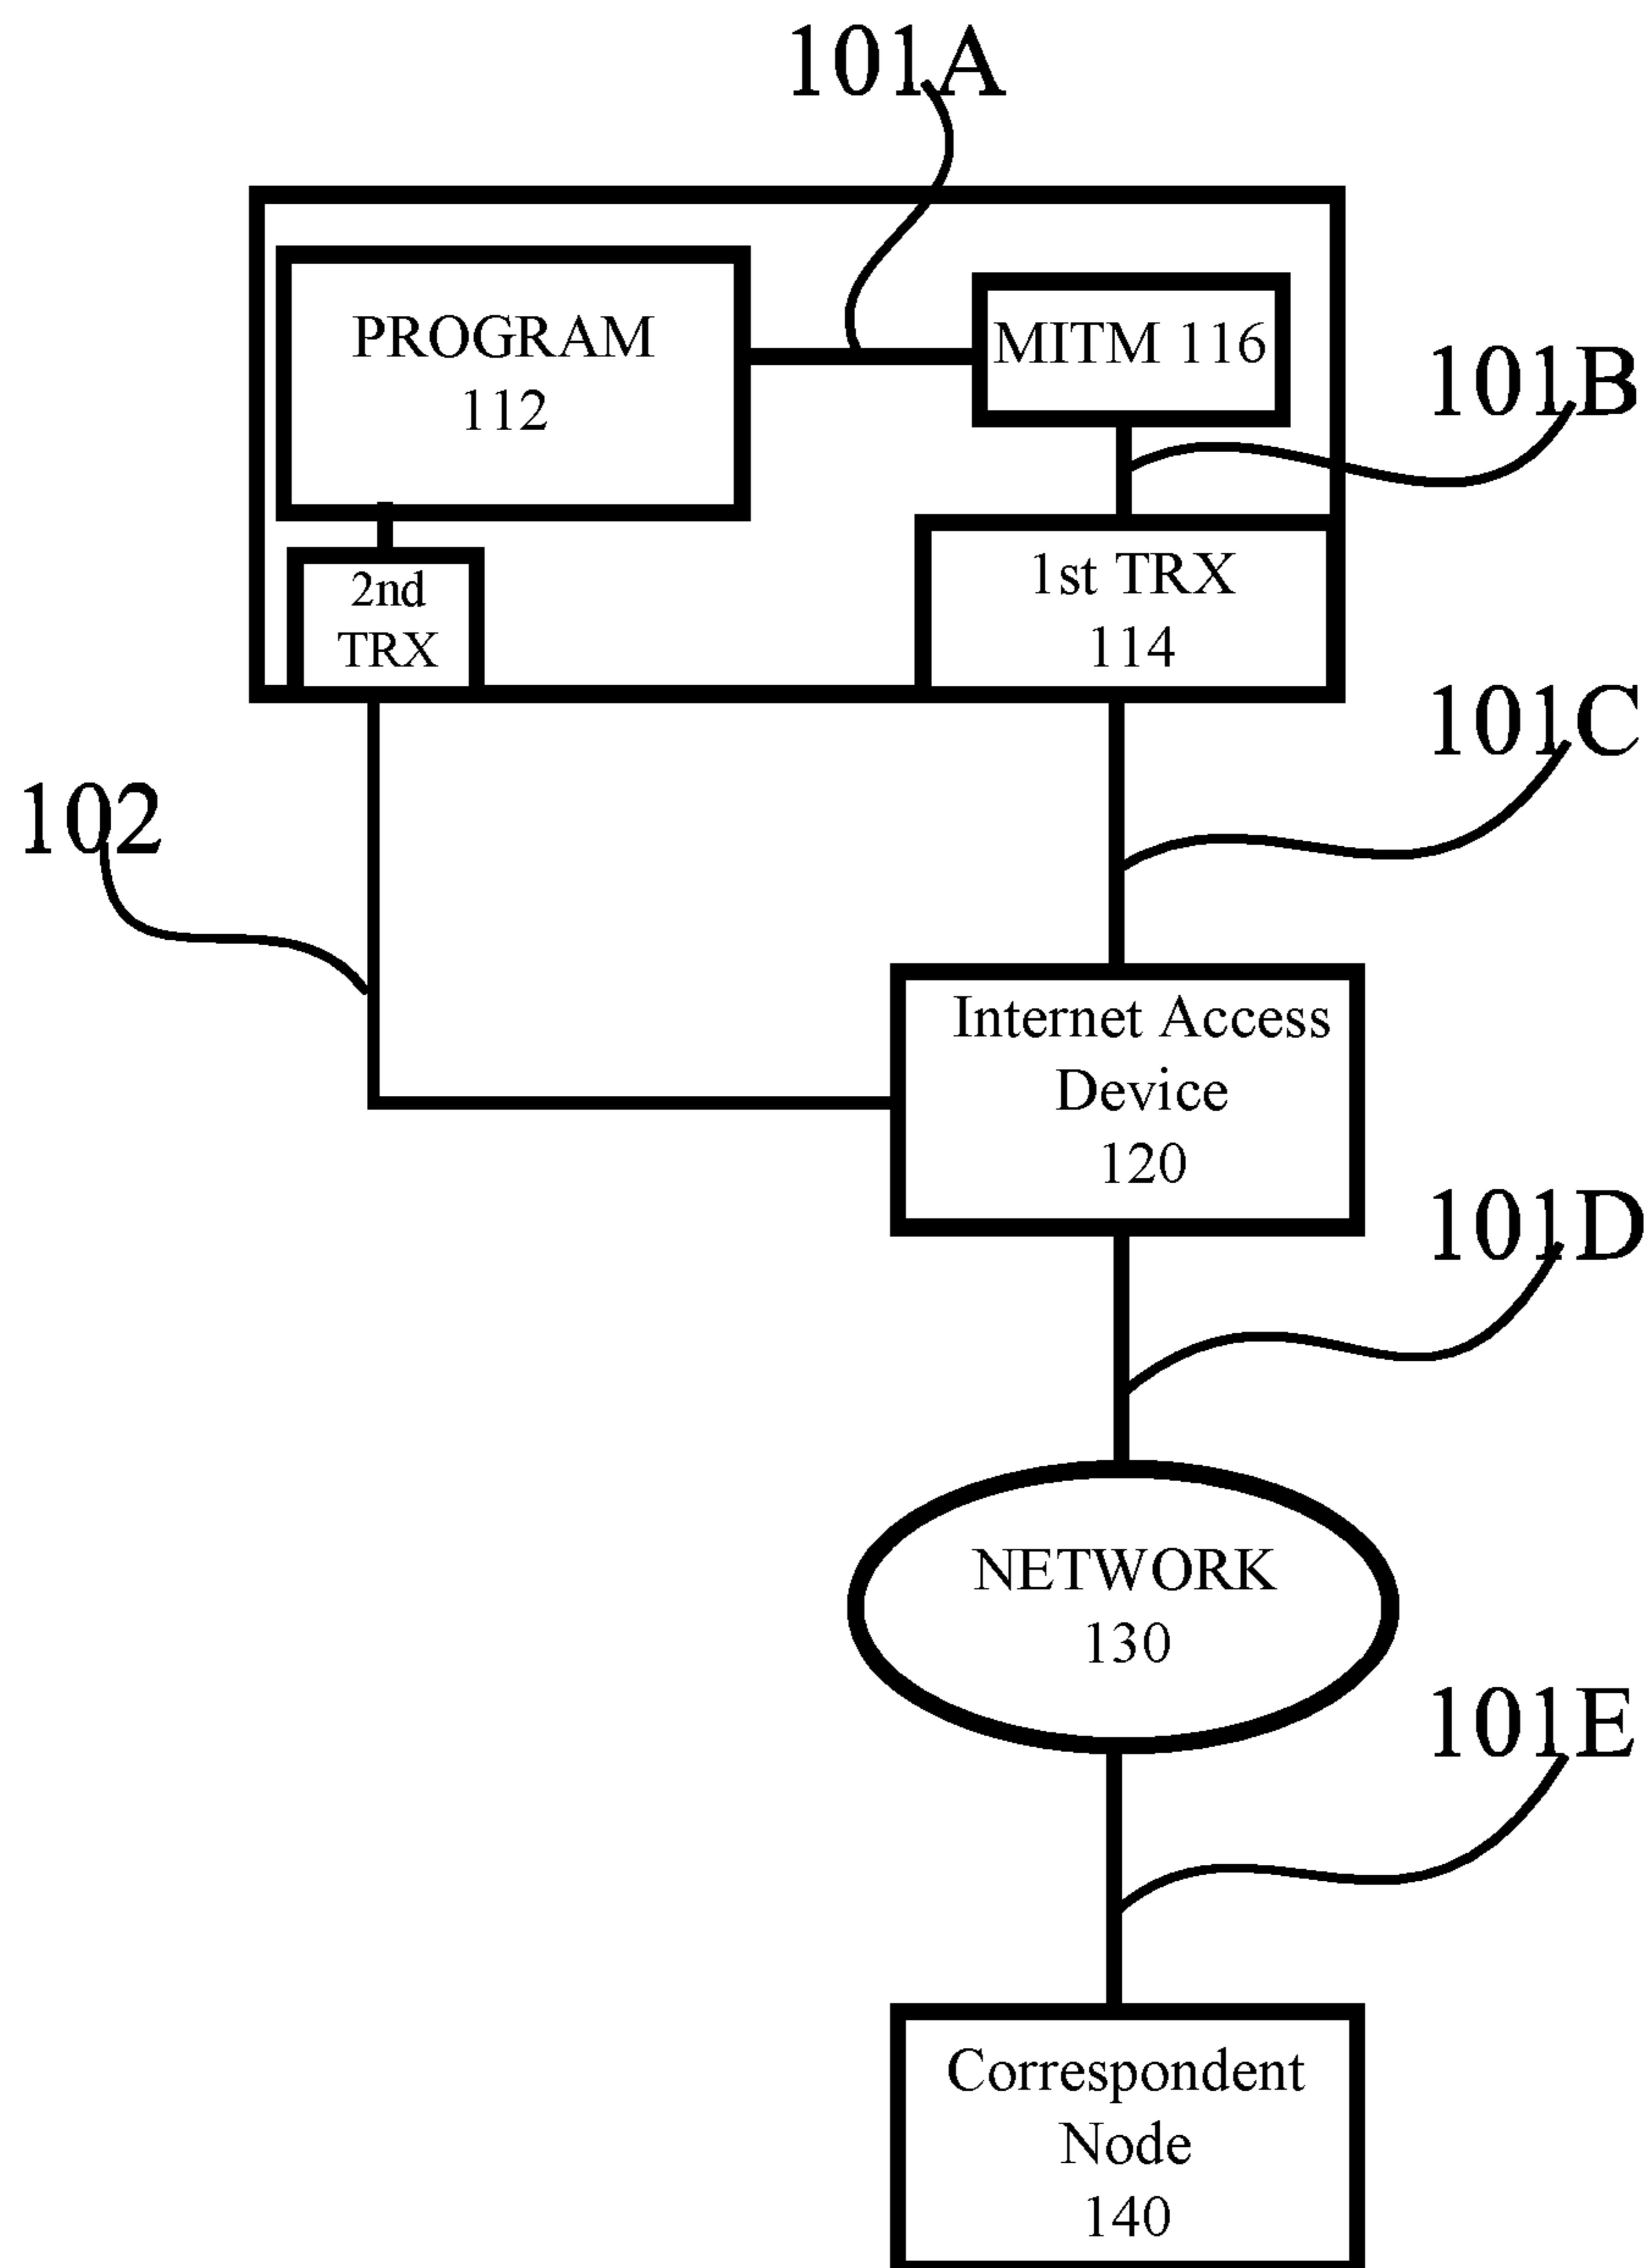 101A
PROGRAM
112
MITM 116
101B
2nd
TRX
1st TRX
114
101C
102
Internet Access
Device
120
101D
NETWORK
130
101E
Correspondent
Node
140